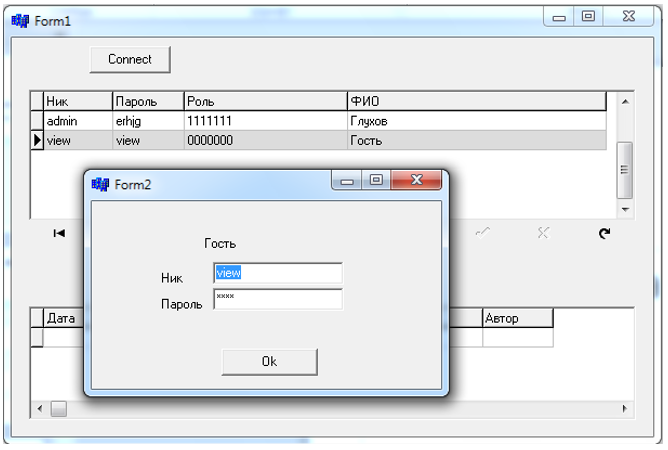 Form1
Connect
Ник Пароль Роль ФИО
admin erhjg 1111111 Глухов
view view 0000000 Гость
Form2
Гость
Ник view
Пароль ****
Ok
Дата Автор